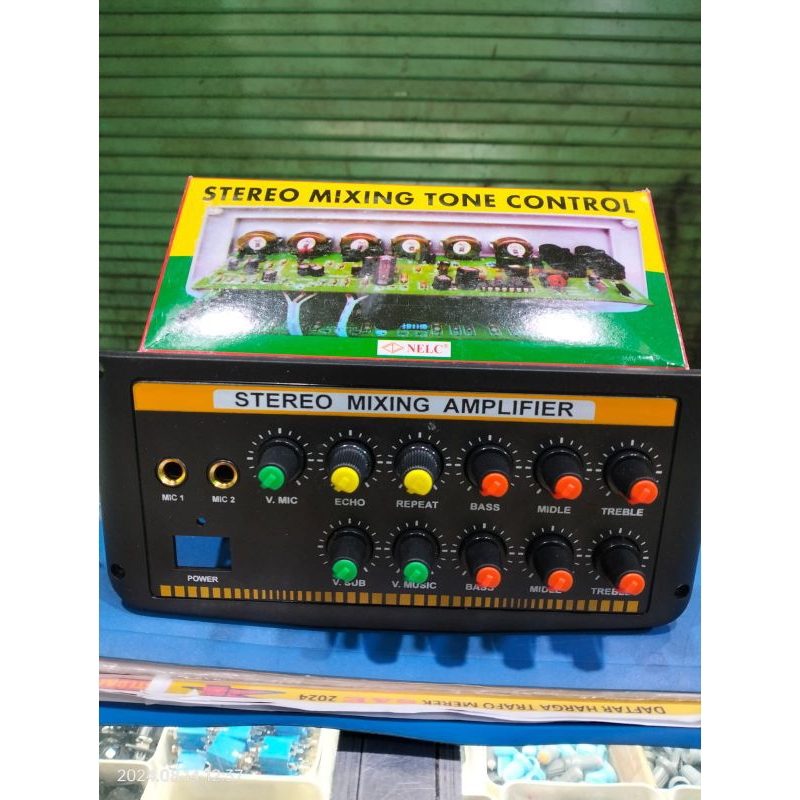 STEREO MIXING TONE CONTROL
NELC
STEREO MIXING AMPLIFIER
MIC 1
MIC 2
V. MIC
ECHO
REPEAT
BASS
MIDLE
TREBLE
POWER
V. SUB
V. MUSIC
BASS
MIDLE
TREBLE
DAFTAR HARGA TRAFO MEREK
2024